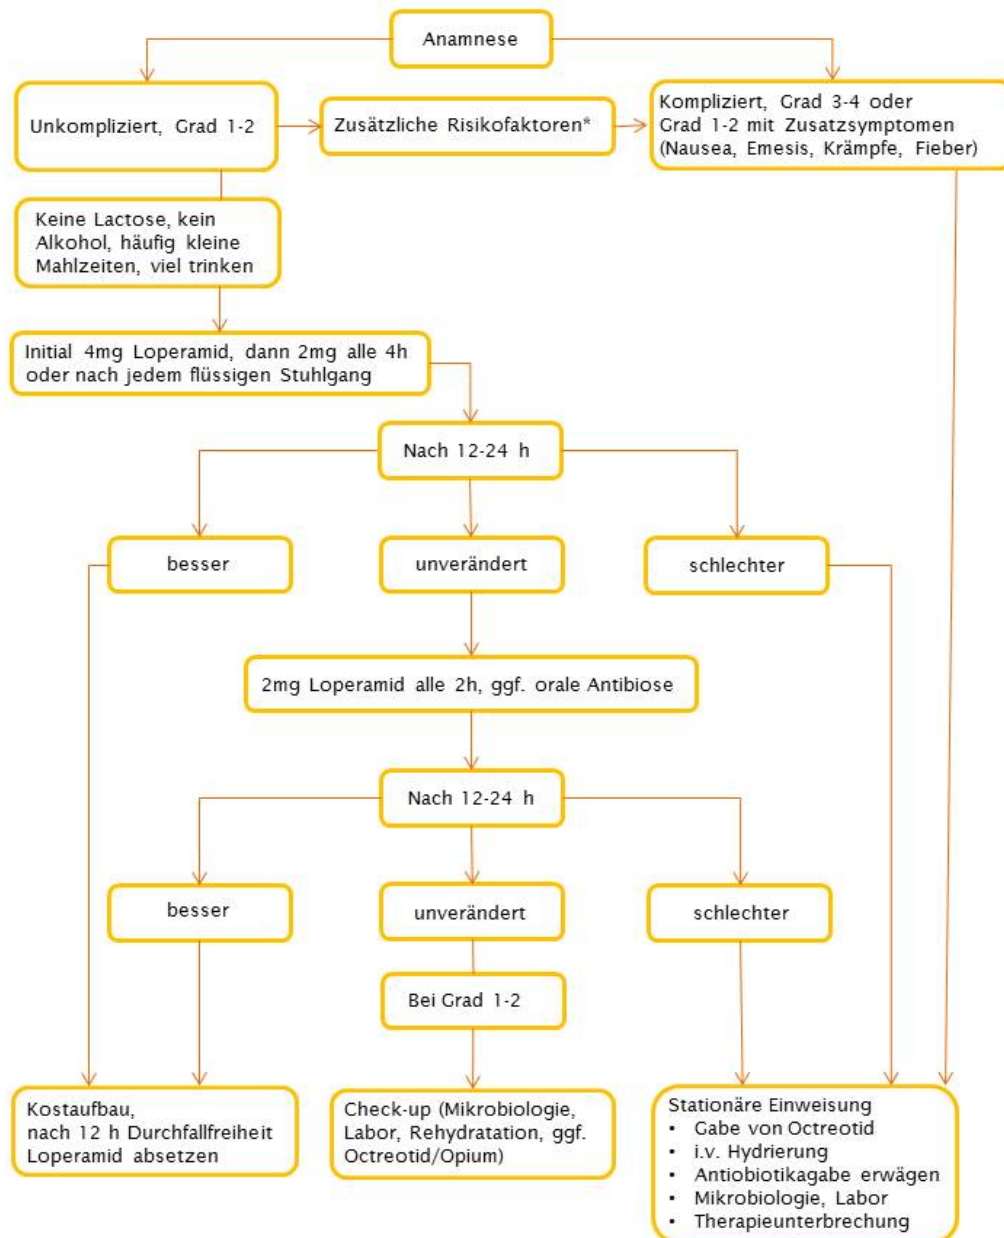 Anamnese
Unkompliziert, Grad 1-2
Zusätzliche Risikofaktoren*
Kompliziert, Grad 3-4 oder
Grad 1-2 mit Zusatzsymptomen
(Nausea, Emesis, Krämpfe, Fieber)
Keine Lactose, kein
Alkohol, häufig kleine
Mahlzeiten, viel trinken
Initial 4mg Loperamid, dann 2mg alle 4h
oder nach jedem flüssigen Stuhlgang
Nach 12-24 h
besser
unverändert
schlechter
2mg Loperamid alle 2h, ggf. orale Antibiose
Nach 12-24 h
besser
unverändert
schlechter
Bei Grad 1-2
Kostaufbau,
nach 12 h Durchfallfreiheit
Loperamid absetzen
Check-up (Mikrobiologie,
Labor, Rehydratation, ggf.
Octreotid/Opium)
Stationäre Einweisung
• Gabe von Octreotid
• i.v. Hydrierung
• Antiobiotikagabe erwägen
• Mikrobiologie, Labor
• Therapieunterbrechung